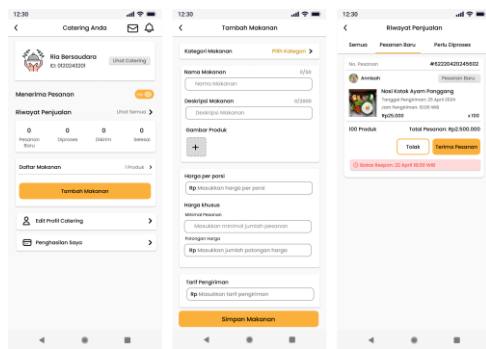 12:30
Catering Anda
Ria Bersaudara
Lihat Catering
Menerima Pesanan
Riwayat Penjualan
Lihat Semua
0 0 0 0
Pesanan Baru Diproses Dikirim Selesai
Daftar Makanan
1 Produk
Tambah Makanan
Edit Profil Catering
Penghasilan Saya
12:30
Tambah Makanan
Kategori Makanan
Pilih Kategori
Nama Makanan
0/50
Nama Makanan
Deskripsi Makanan
0/2000
Deskripsi Makanan
Gambar Produk
+
Harga per porsi
Rp Masukkan harga per porsi
Harga khusus
Minimal Pesanan
Masukkan minimal jumlah pesanan
Potongan Harga
Rp Masukkan jumlah potongan harga
Tarif Pengiriman
Rp Masukkan tarif pengiriman
Simpan Makanan
12:30
Riwayat Penjualan
Semua Pesanan Baru Perlu Diproses
No. Pesanan
#62220420245602
Annisah
Pesanan Baru
Nasi Kotak Ayam Panggang
Tanggal Pengiriman: 25 April 2024
Jam Pengiriman: 10:00 WIB
Rp25.000
x 100
100 Produk
Total Pesanan: Rp2.500.000
Tolak
Terima Pesanan
Batas Respon: 22 April 19:30 WIB